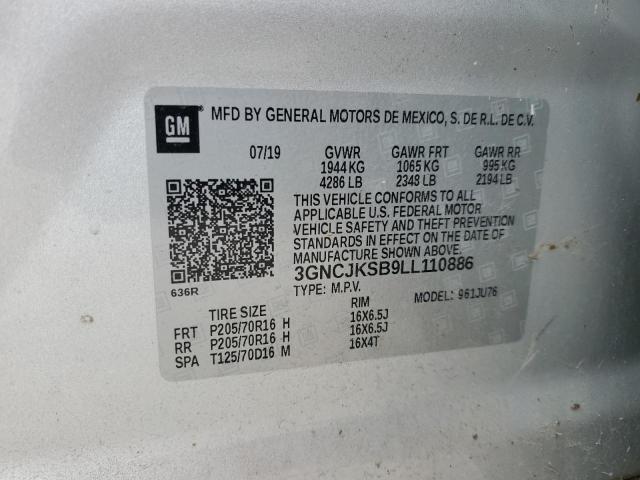 GM MFD BY GENERAL MOTORS DE MEXICO, S. DE R.L. DE C.V.
07/19 GVWR GAWR FRT GAWR RR
1944 KG 1065 KG 995 KG
4286 LB 2348 LB 2194 LB
THIS VEHICLE CONFORMS TO ALL
APPLICABLE U.S. FEDERAL MOTOR
VEHICLE SAFETY AND THEFT PREVENTION
STANDARDS IN EFFECT ON THE DATE OF
MANUFACTURE SHOWN ABOVE.
3GNCJKSB9LL110886
636R
TYPE: M.P.V. MODEL: 961JU76
TIRE SIZE RIM
FRT P205/70R16 H 16X6.5J
RR P205/70R16 H 16X6.5J
SPA T125/70D16 M 16X4T